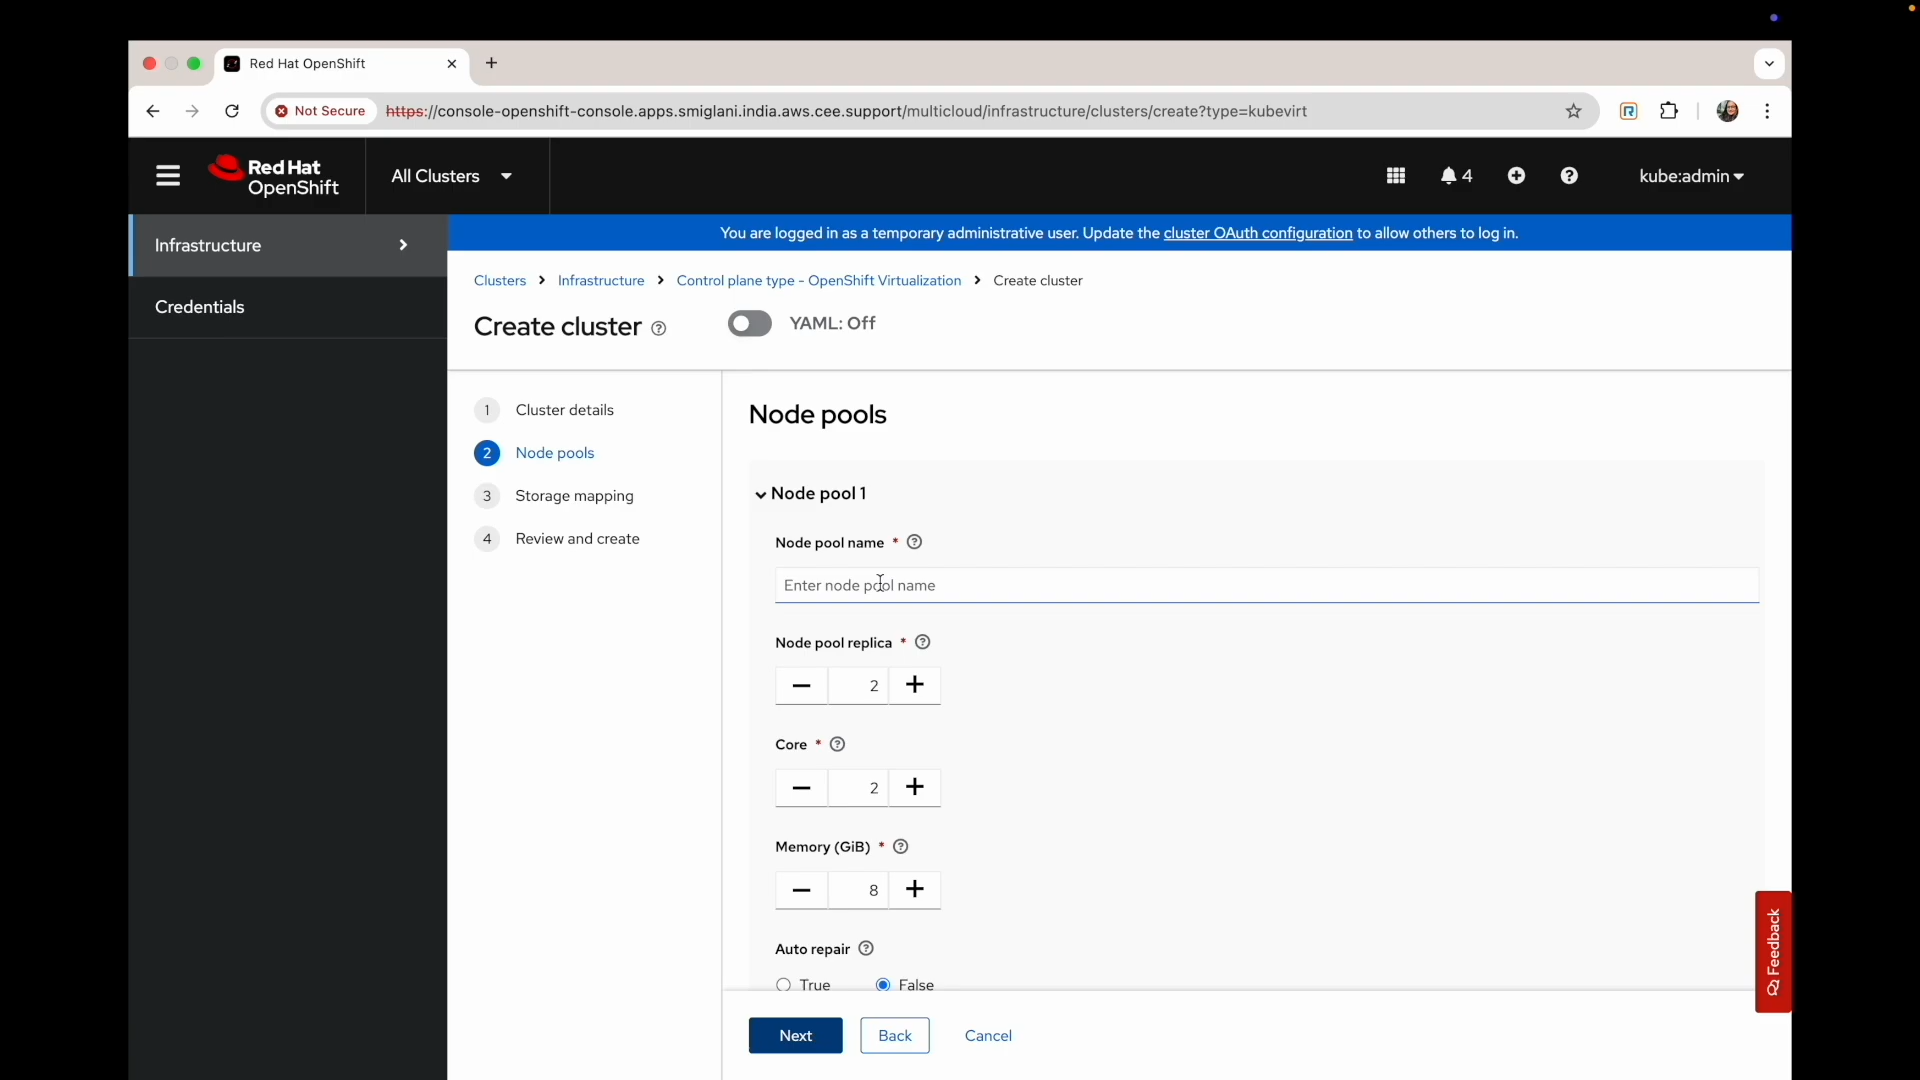 Red Hat OpenShift
Not Secure
https://console-openshift-console.apps.smiglani.india.aws.cee.support/multicloud/infrastructure/clusters/create?type=kubevirt
Red Hat
OpenShift
All Clusters
4
kube:admin
Infrastructure
Credentials
You are logged in as a temporary administrative user. Update the cluster OAuth configuration to allow others to log in.
Clusters > Infrastructure > Control plane type - OpenShift Virtualization > Create cluster
Create cluster
YAML: Off
1 Cluster details
2 Node pools
3 Storage mapping
4 Review and create
Node pools
Node pool 1
Node pool name *
Enter node pool name
Node pool replica *
2
Core *
2
Memory (GiB) *
8
Auto repair
True False
Next Back Cancel
Feedback